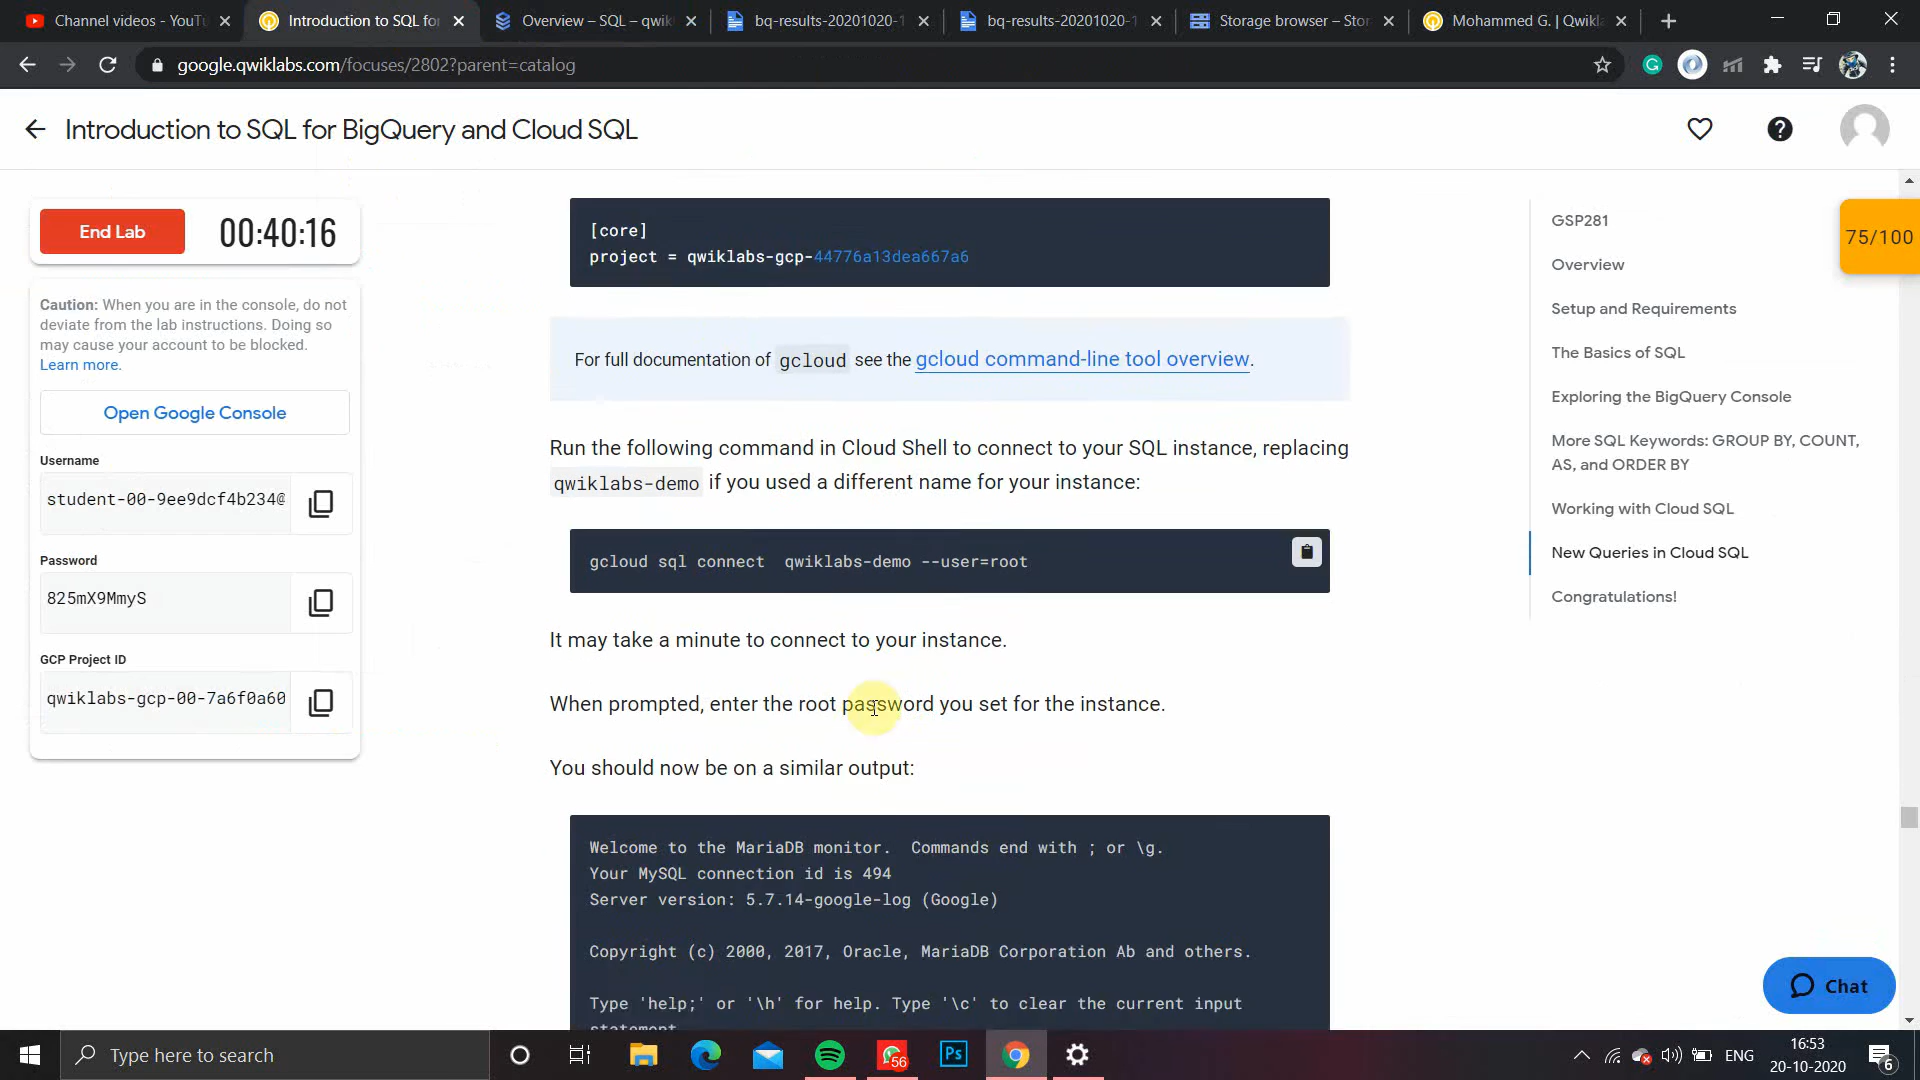 Channel videos - YouTu
Introduction to SQL for
Overview – SQL – qwik
bq-results-20201020-1
bq-results-20201020-1
Storage browser – Stor
Mohammed G. | Qwikla
google.qwiklabs.com/focuses/2802?parent=catalog
Introduction to SQL for BigQuery and Cloud SQL
End Lab
00:40:16
Caution: When you are in the console, do not
deviate from the lab instructions. Doing so
may cause your account to be blocked.
Learn more.
Open Google Console
Username
student-00-9ee9dcf4b234@
Password
825mX9MmyS
GCP Project ID
qwiklabs-gcp-00-7a6f0a60
[core]
project = qwiklabs-gcp-44776a13dea667a6
For full documentation of gcloud see the gcloud command-line tool overview.
Run the following command in Cloud Shell to connect to your SQL instance, replacing
qwiklabs-demo if you used a different name for your instance:
gcloud sql connect  qwiklabs-demo --user=root
It may take a minute to connect to your instance.
When prompted, enter the root password you set for the instance.
You should now be on a similar output:
Welcome to the MariaDB monitor.  Commands end with ; or \g.
Your MySQL connection id is 494
Server version: 5.7.14-google-log (Google)
Copyright (c) 2000, 2017, Oracle, MariaDB Corporation Ab and others.
Type 'help;' or '\h' for help. Type '\c' to clear the current input
statement
GSP281
Overview
Setup and Requirements
The Basics of SQL
Exploring the BigQuery Console
More SQL Keywords: GROUP BY, COUNT,
AS, and ORDER BY
Working with Cloud SQL
New Queries in Cloud SQL
Congratulations!
75/100
Chat
Type here to search
56
Ps
ENG
16:53
20-10-2020
6